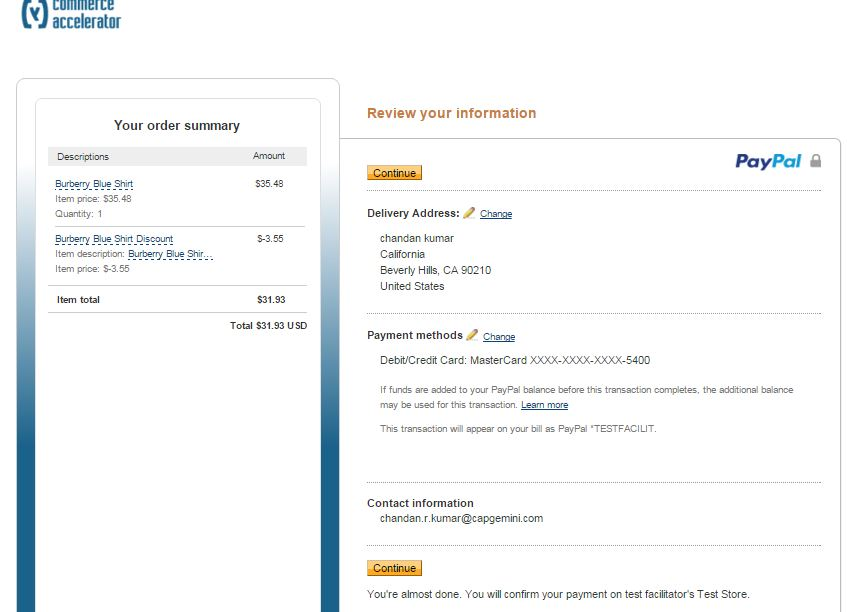 commerce
accelerator
Your order summary
Descriptions Amount
Burberry Blue Shirt $35.48
Item price: $35.48
Quantity: 1
Burberry Blue Shirt Discount $-3.55
Item description: Burberry Blue Shir...
Item price: $-3.55
Item total $31.93
Total $31.93 USD
Review your information
PayPal
Continue
Delivery Address: Change
chandan kumar
California
Beverly Hills, CA 90210
United States
Payment methods Change
Debit/Credit Card: MasterCard XXXX-XXXX-XXXX-5400
If funds are added to your PayPal balance before this transaction completes, the additional balance
may be used for this transaction. Learn more
This transaction will appear on your bill as PayPal *TESTFACILIT.
Contact information
chandan.r.kumar@capgemini.com
Continue
You're almost done. You will confirm your payment on test facilitator's Test Store.